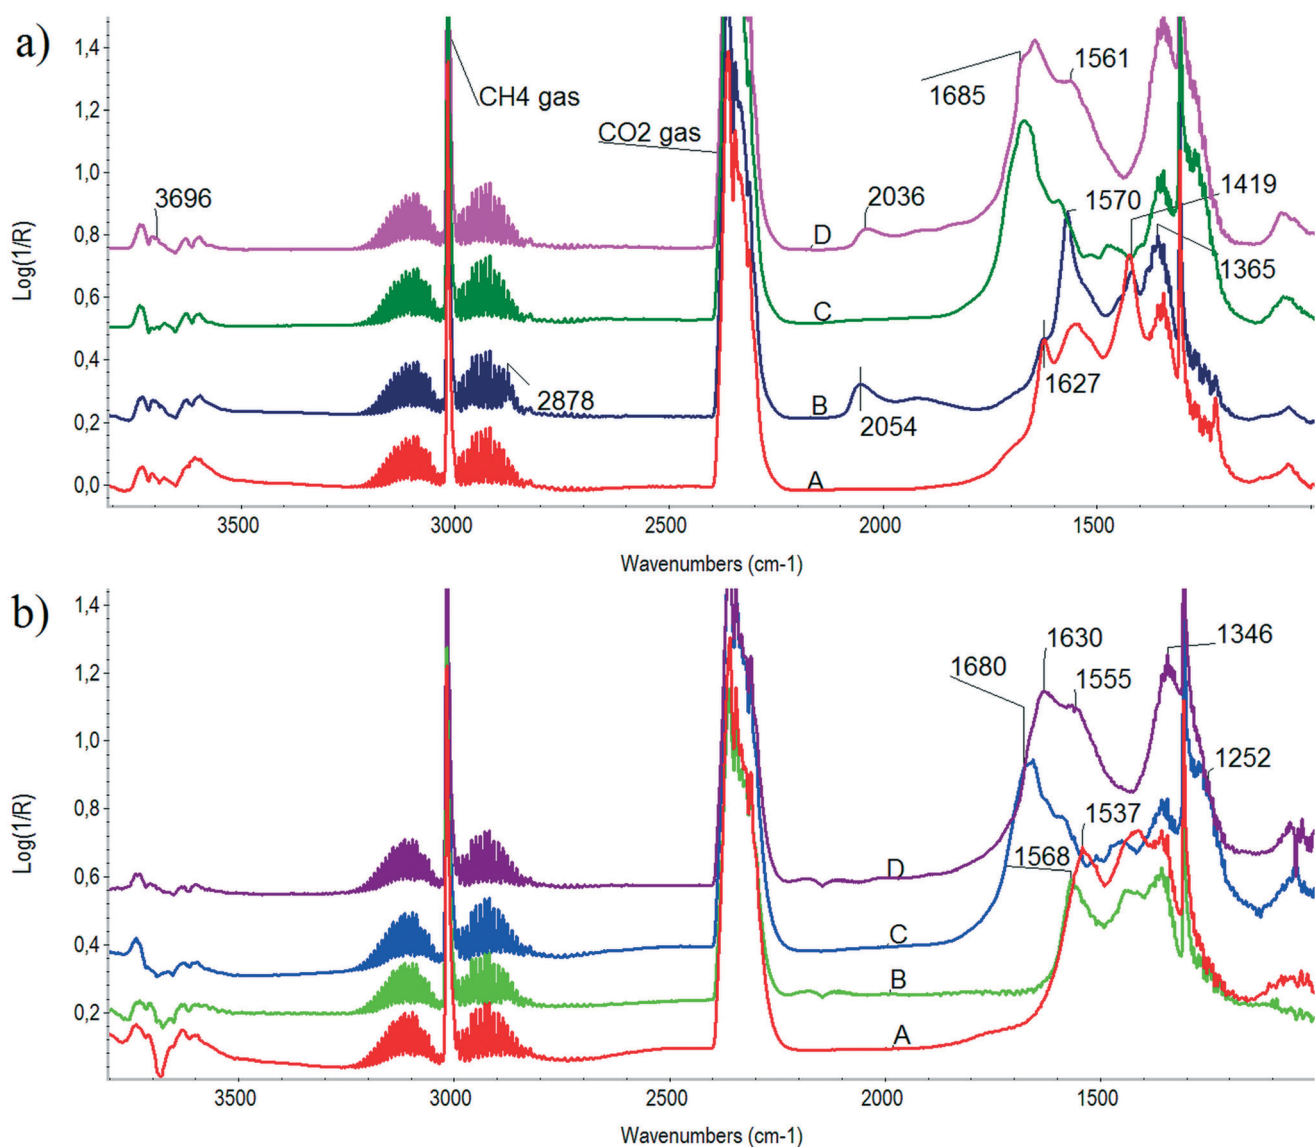 a)
1,4
1,2
1,0
0,8
0,6
0,4
0,2
0,0
Log(1/R)
CH4 gas
CO2 gas
3696
2878
2036
2054
1685
1561
1570
1419
1365
1627
D
C
B
A
3500 3000 2500 2000 1500
Wavenumbers (cm-1)
b)
1,4
1,2
1,0
0,8
0,6
0,4
0,2
Log(1/R)
1630
1346
1680
1555
1252
1537
1568
D
C
B
A
3500 3000 2500 2000 1500
Wavenumbers (cm-1)